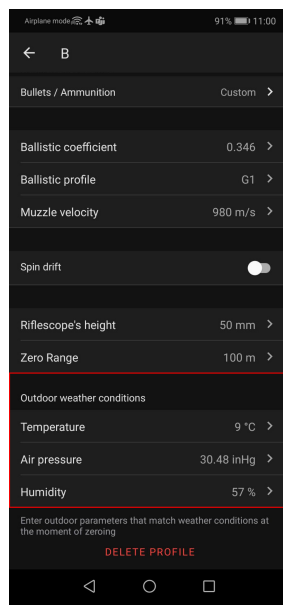 Airplane mode 91% 11:00
B
Bullets / Ammunition Custom
Ballistic coefficient 0.346
Ballistic profile G1
Muzzle velocity 980 m/s
Spin drift
Riflescope's height 50 mm
Zero Range 100 m
Outdoor weather conditions
Temperature 9 °C
Air pressure 30.48 inHg
Humidity 57 %
Enter outdoor parameters that match weather conditions at
the moment of zeroing
DELETE PROFILE